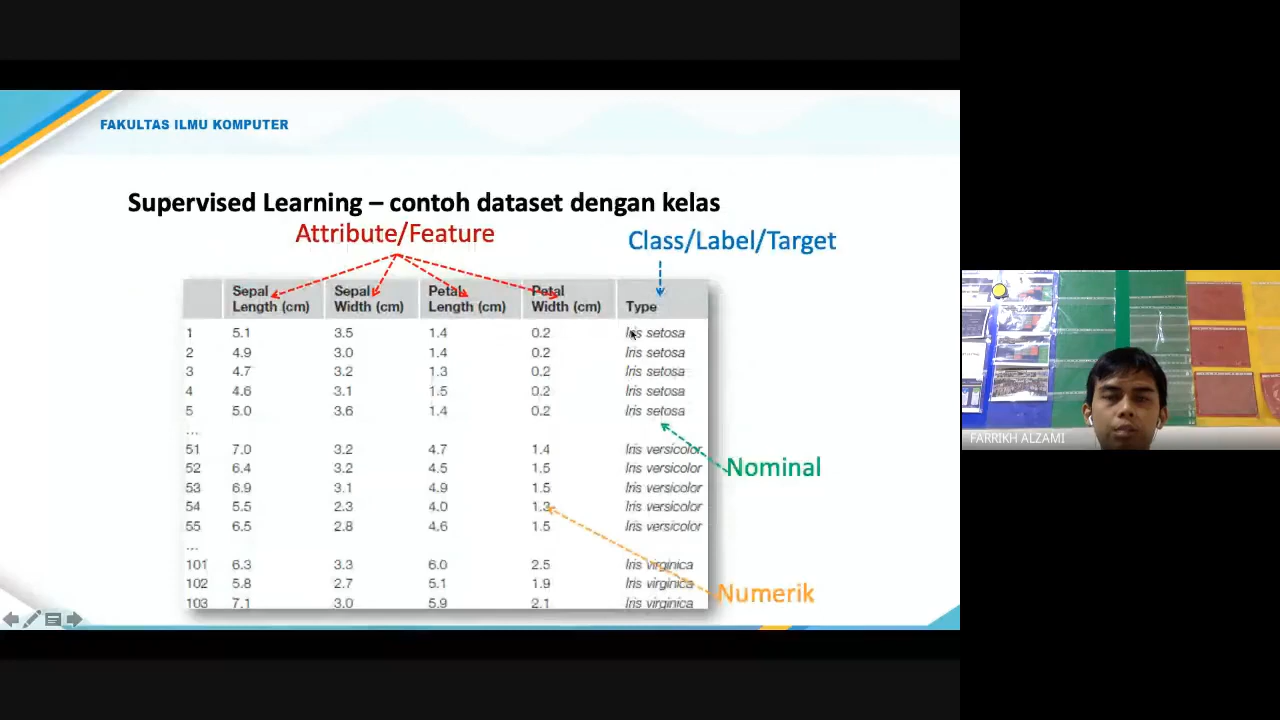 FAKULTAS ILMU KOMPUTER
Supervised Learning – contoh dataset dengan kelas
Attribute/Feature
Class/Label/Target
Sepal Length (cm) Sepal Width (cm) Petal Length (cm) Petal Width (cm) Type
1 5.1 3.5 1.4 0.2 Iris setosa
2 4.9 3.0 1.4 0.2 Iris setosa
3 4.7 3.2 1.3 0.2 Iris setosa
4 4.6 3.1 1.5 0.2 Iris setosa
5 5.0 3.6 1.4 0.2 Iris setosa
...
51 7.0 3.2 4.7 1.4 Iris versicolor
52 6.4 3.2 4.5 1.5 Iris versicolor
Nominal
53 6.9 3.1 4.9 1.5 Iris versicolor
54 5.5 2.3 4.0 1.3 Iris versicolor
55 6.5 2.8 4.6 1.5 Iris versicolor
...
101 6.3 3.3 6.0 2.5 Iris virginica
102 5.8 2.7 5.1 1.9 Iris virginica
Numerik
103 7.1 3.0 5.9 2.1 Iris virginica
FARRIKH ALZAMI